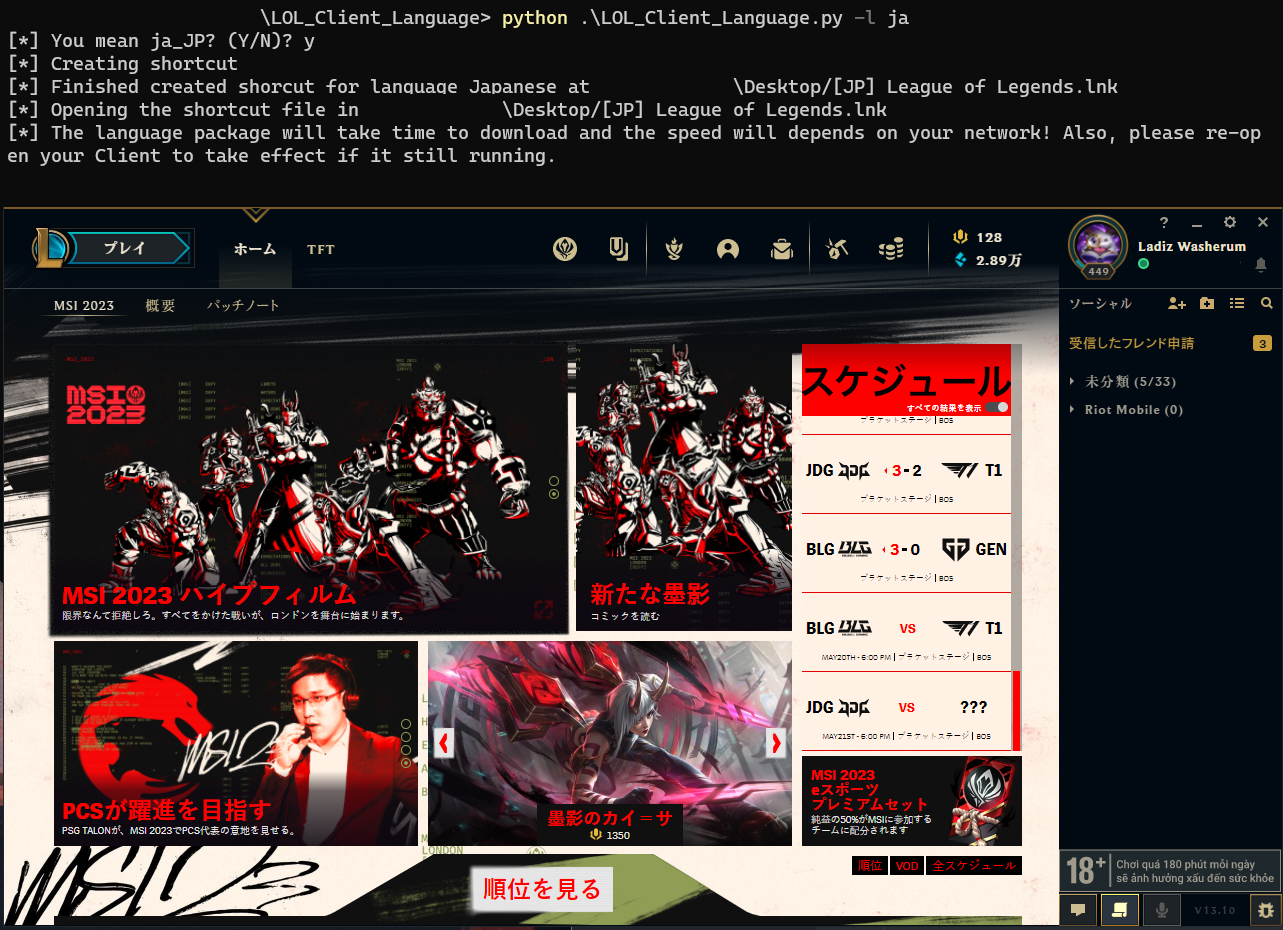 \LOL_Client_Language> python .\LOL_Client_Language.py -l ja
[*] You mean ja_JP? (Y/N)? y
[*] Creating shortcut
[*] Finished created shorcut for language Japanese at \Desktop/[JP] League of Legends.lnk
[*] Opening the shortcut file in \Desktop/[JP] League of Legends.lnk
[*] The language package will take time to download and the speed will depends on your network! Also, please re-op
en your Client to take effect if it still running.
プレイ
ホーム
TFT
128
2.89万
449
Ladiz Washerum
MSI 2023
概要
パッチノート
ソーシャル
受信したフレンド申請
3
未分類 (5/33)
Riot Mobile (0)
MSI
2023
MSI 2023 ハイプフィルム
限界なんて拒絶しろ。すべてをかけた戦いが、ロンドンを舞台に始まります。
新たな墨影
コミックを読む
スケジュール
すべての結果を表示
ブラケットステージ | BO5
JDG 3 - 2 T1
ブラケットステージ | BO5
BLG 3 - 0 GEN
ブラケットステージ | BO5
BLG VS T1
MAY20TH - 6:00 PM | ブラケットステージ | BO5
JDG VS ???
MAY21ST - 6:00 PM | ブラケットステージ | BO5
PCSが躍進を目指す
PSG TALONが、MSI 2023でPCS代表の意地を見せる。
墨影のカイ＝サ
1350
MSI 2023
eスポーツ
プレミアムセット
純益の50%がMSIに参加する
チームに配分されます
順位
VOD
全スケジュール
順位を見る
18+
Chơi quá 180 phút mỗi ngày
sẽ ảnh hưởng xấu đến sức khỏe
V13.10